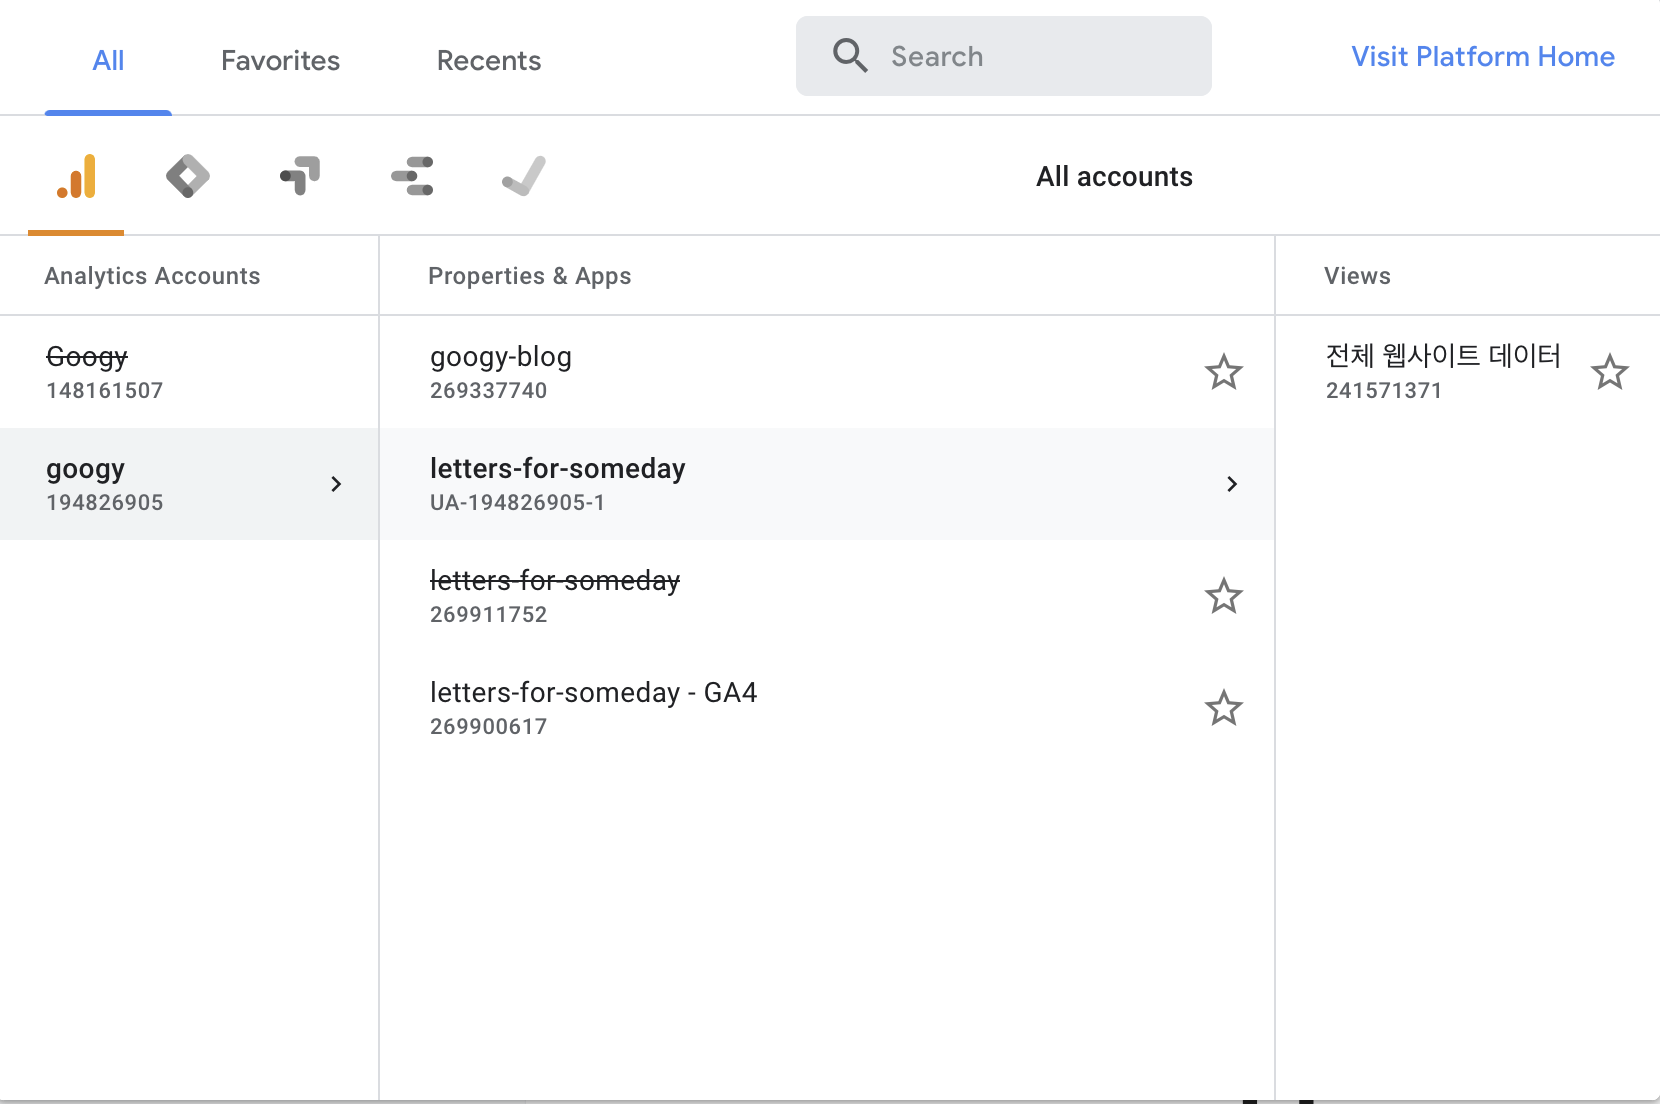 All
Favorites
Recents
Search
Visit Platform Home
All accounts
Analytics Accounts
Properties & Apps
Views
Googy
148161507
googy
194826905
googy-blog
269337740
letters-for-someday
UA-194826905-1
letters-for-someday
269911752
letters-for-someday - GA4
269900617
전체 웹사이트 데이터
241571371